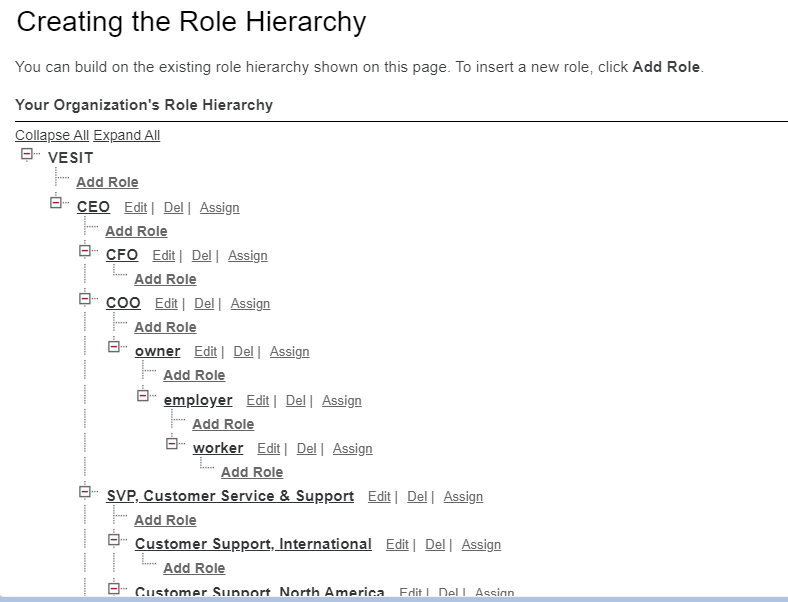 Creating the Role Hierarchy
You can build on the existing role hierarchy shown on this page. To insert a new role, click Add Role.
Your Organization's Role Hierarchy
Collapse All Expand All
VESIT
Add Role
CEO Edit | Del | Assign
Add Role
CFO Edit | Del | Assign
Add Role
COO Edit | Del | Assign
Add Role
owner Edit | Del | Assign
Add Role
employer Edit | Del | Assign
Add Role
worker Edit | Del | Assign
Add Role
SVP, Customer Service & Support Edit | Del | Assign
Add Role
Customer Support, International Edit | Del | Assign
Add Role
Customer Support, North America Edit | Del | Assign